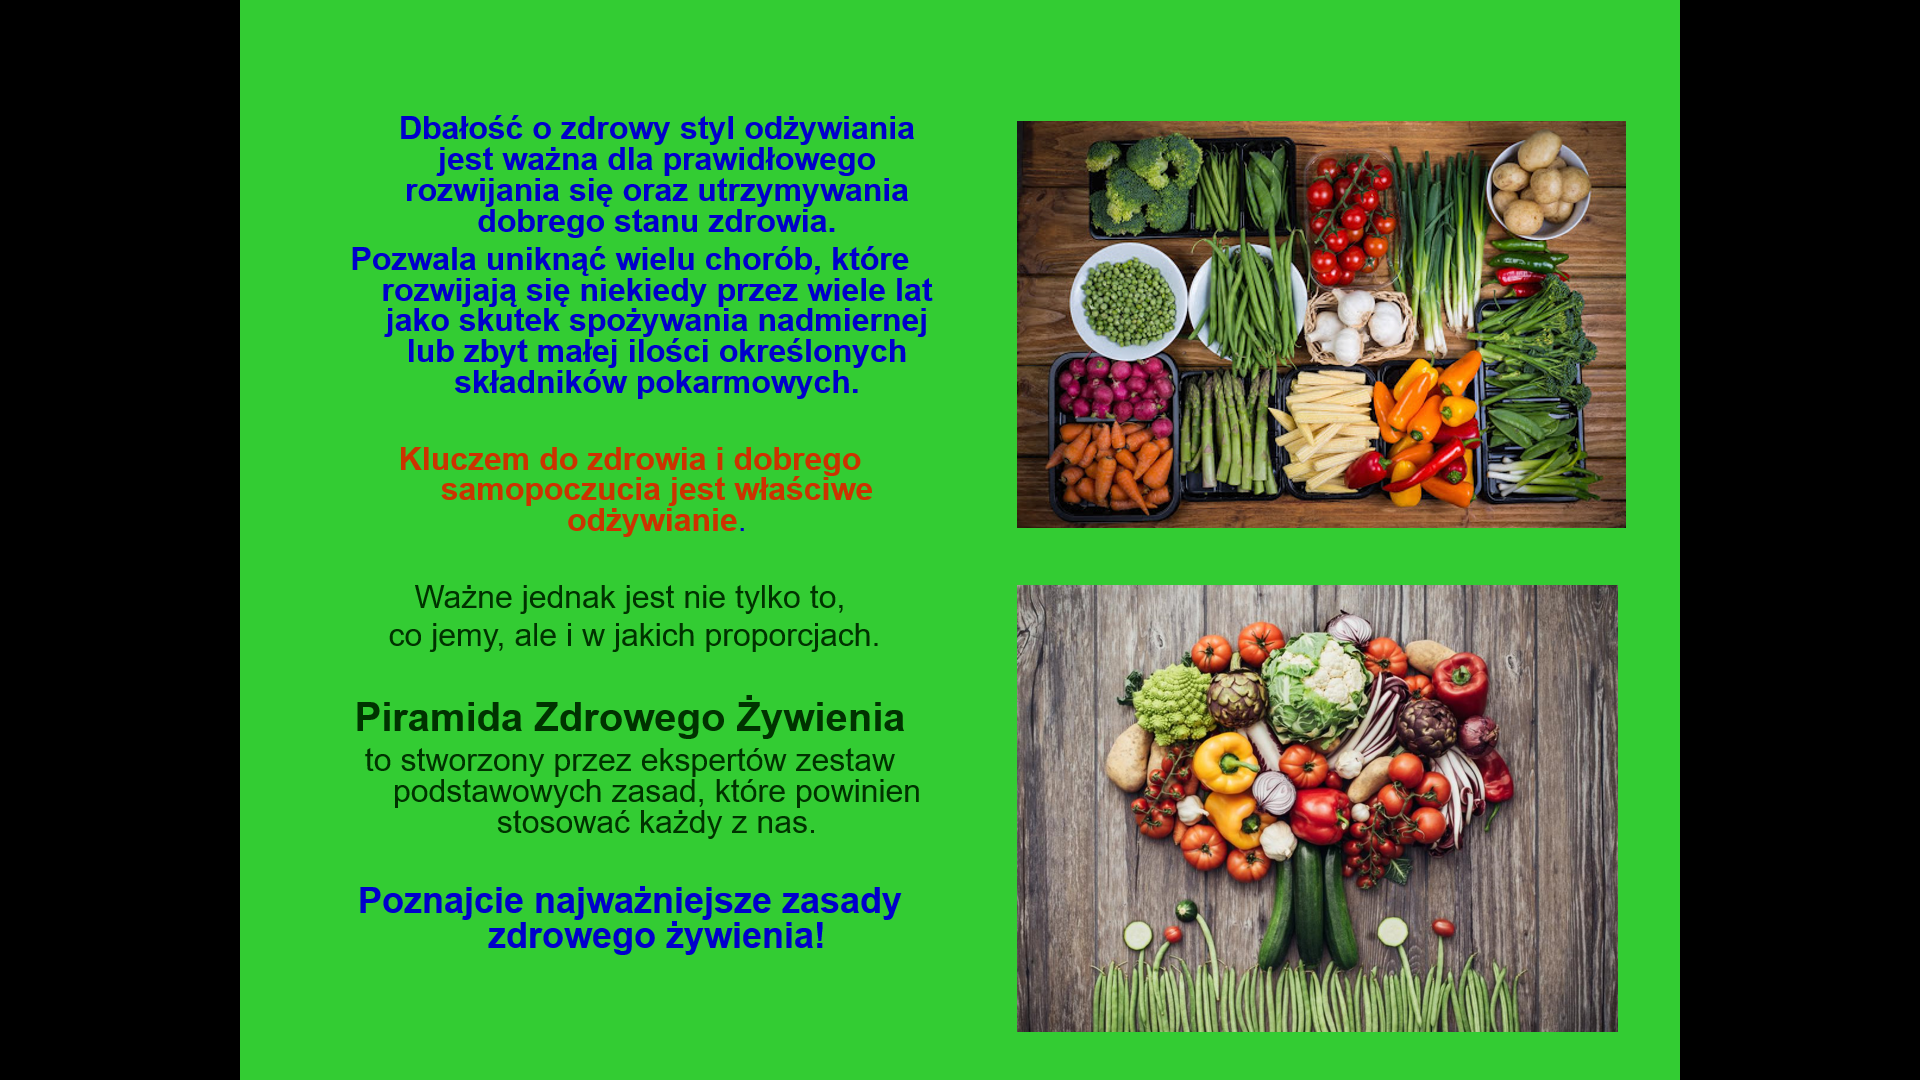 Dbałość o zdrowy styl odżywiania
jest ważna dla prawidłowego
rozwijania się oraz utrzymywania
dobrego stanu zdrowia.
Pozwala uniknąć wielu chorób, które
rozwijają się niekiedy przez wiele lat
jako skutek spożywania nadmiernej
lub zbyt małej ilości określonych
składników pokarmowych.
Kluczem do zdrowia i dobrego
samopoczucia jest właściwe
odżywianie.
Ważne jednak jest nie tylko to,
co jemy, ale i w jakich proporcjach.
Piramida Zdrowego Żywienia
to stworzony przez ekspertów zestaw
podstawowych zasad, które powinien
stosować każdy z nas.
Poznajcie najważniejsze zasady
zdrowego żywienia!